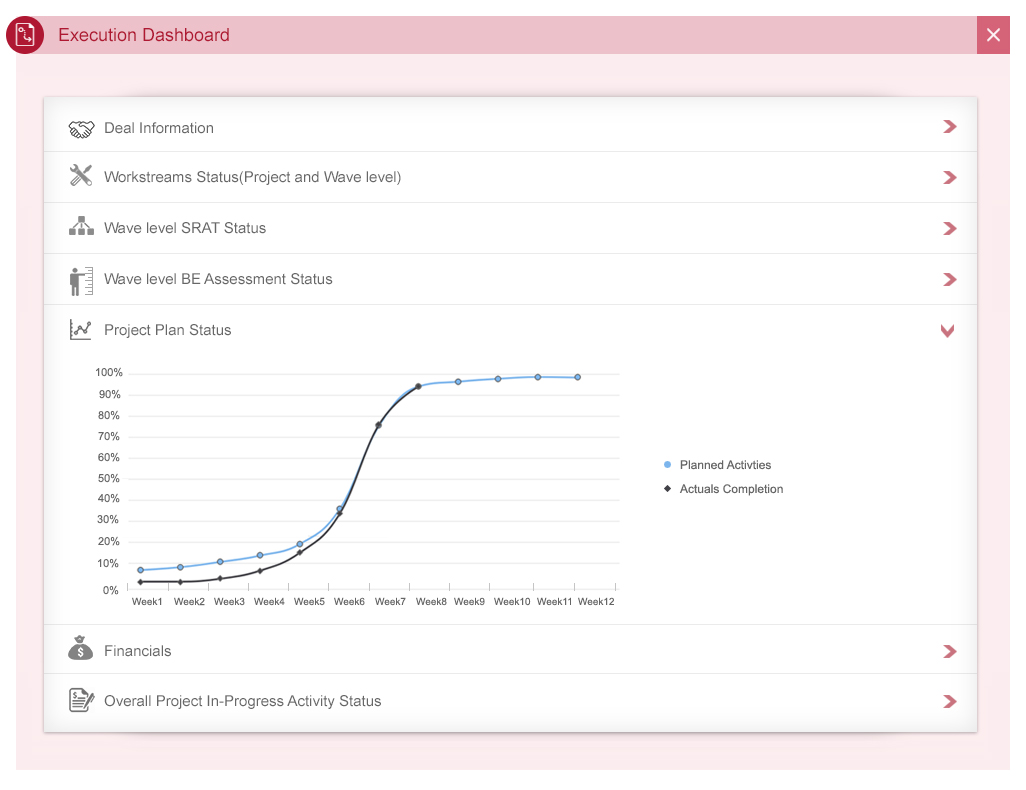 Execution Dashboard
Deal Information
Workstreams Status(Project and Wave level)
Wave level SRAT Status
Wave level BE Assessment Status
Project Plan Status
100%
90%
80%
70%
60%
50%
40%
30%
20%
10%
0%
Week1 Week2 Week3 Week4 Week5 Week6 Week7 Week8 Week9 Week10 Week11 Week12
Planned Activties
Actuals Completion
$
Financials
$
Overall Project In-Progress Activity Status